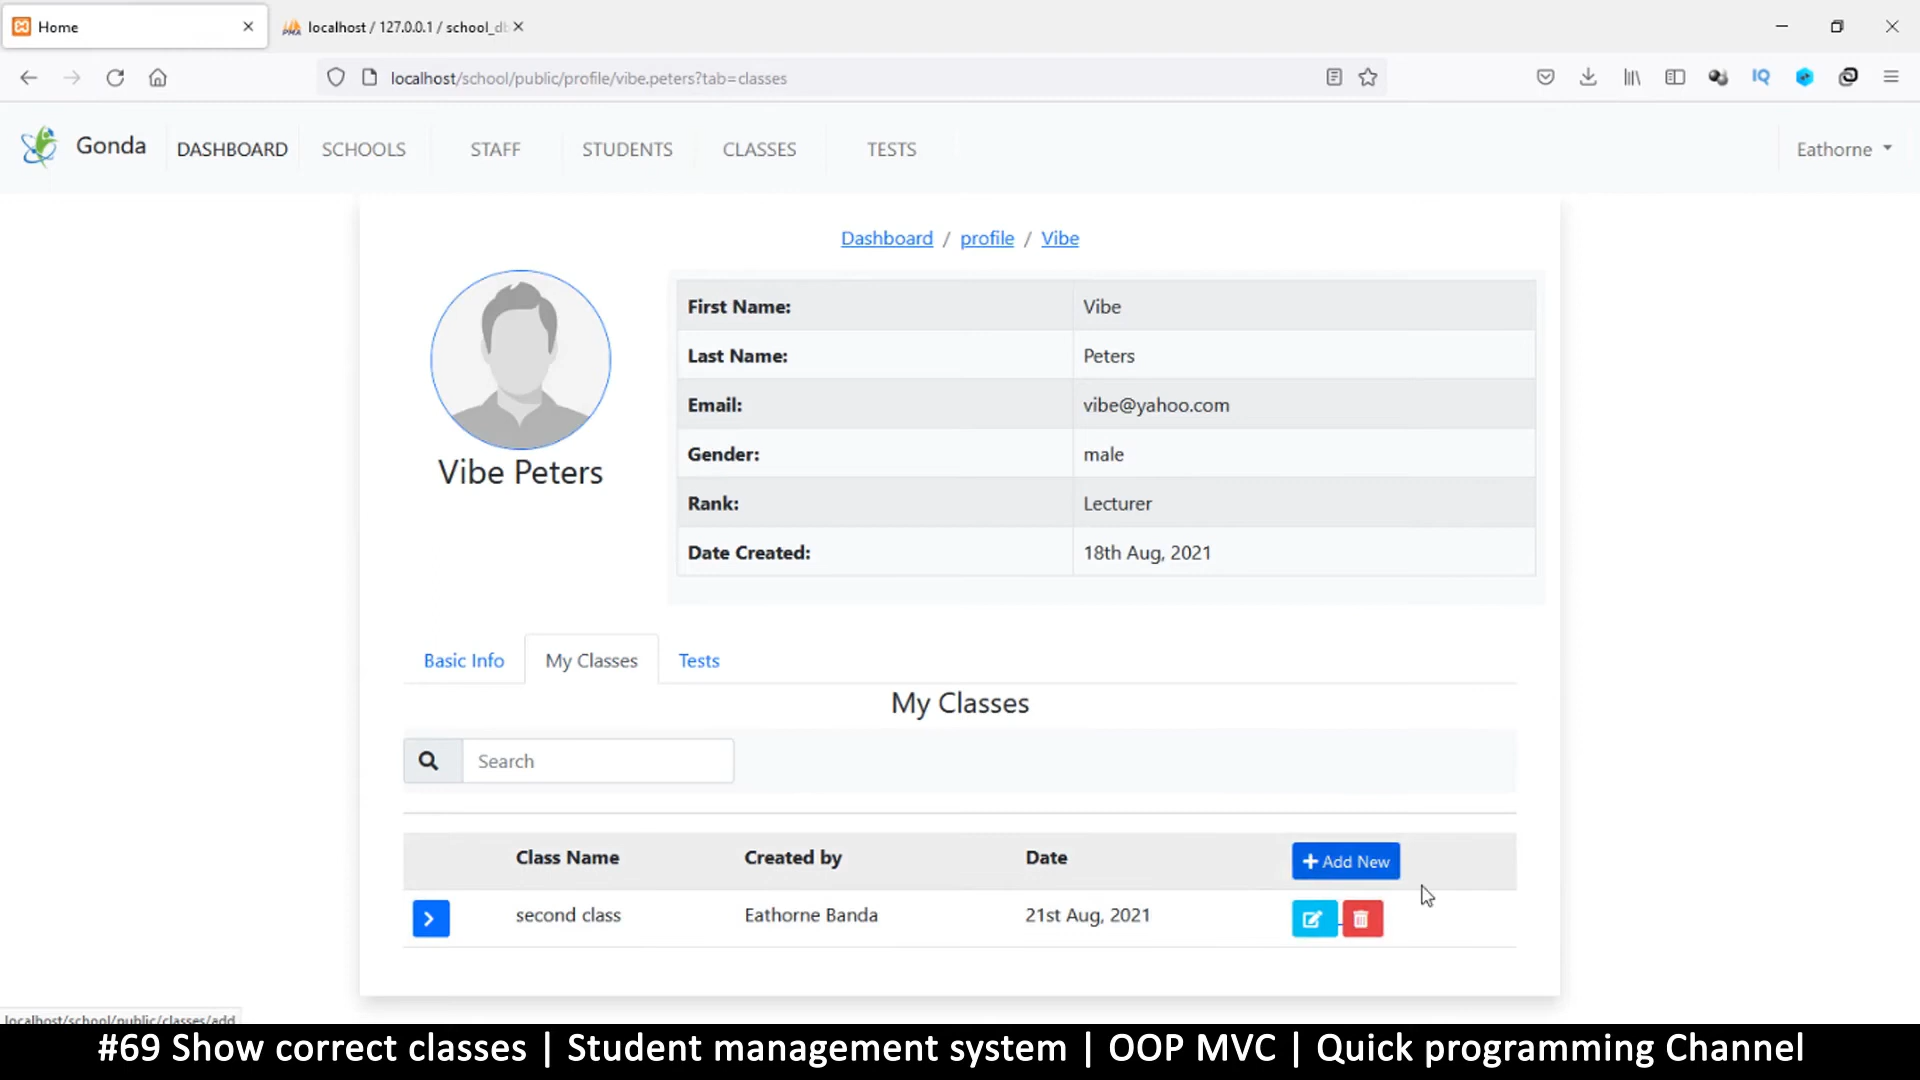 Home
localhost / 127.0.0.1 / school_db
localhost/school/public/profile/vibe.peters?tab=classes
IQ
Gonda DASHBOARD SCHOOLS STAFF STUDENTS CLASSES TESTS Eathorne
Dashboard / profile / Vibe
First Name: Vibe
Last Name: Peters
Email: vibe@yahoo.com
Gender: male
Rank: Lecturer
Date Created: 18th Aug, 2021
Vibe Peters
Basic Info My Classes Tests
My Classes
Search
Class Name Created by Date Add New
second class Eathorne Banda 21st Aug, 2021
localhost/school/public/classes/add
#69 Show correct classes | Student management system | OOP MVC | Quick programming Channel